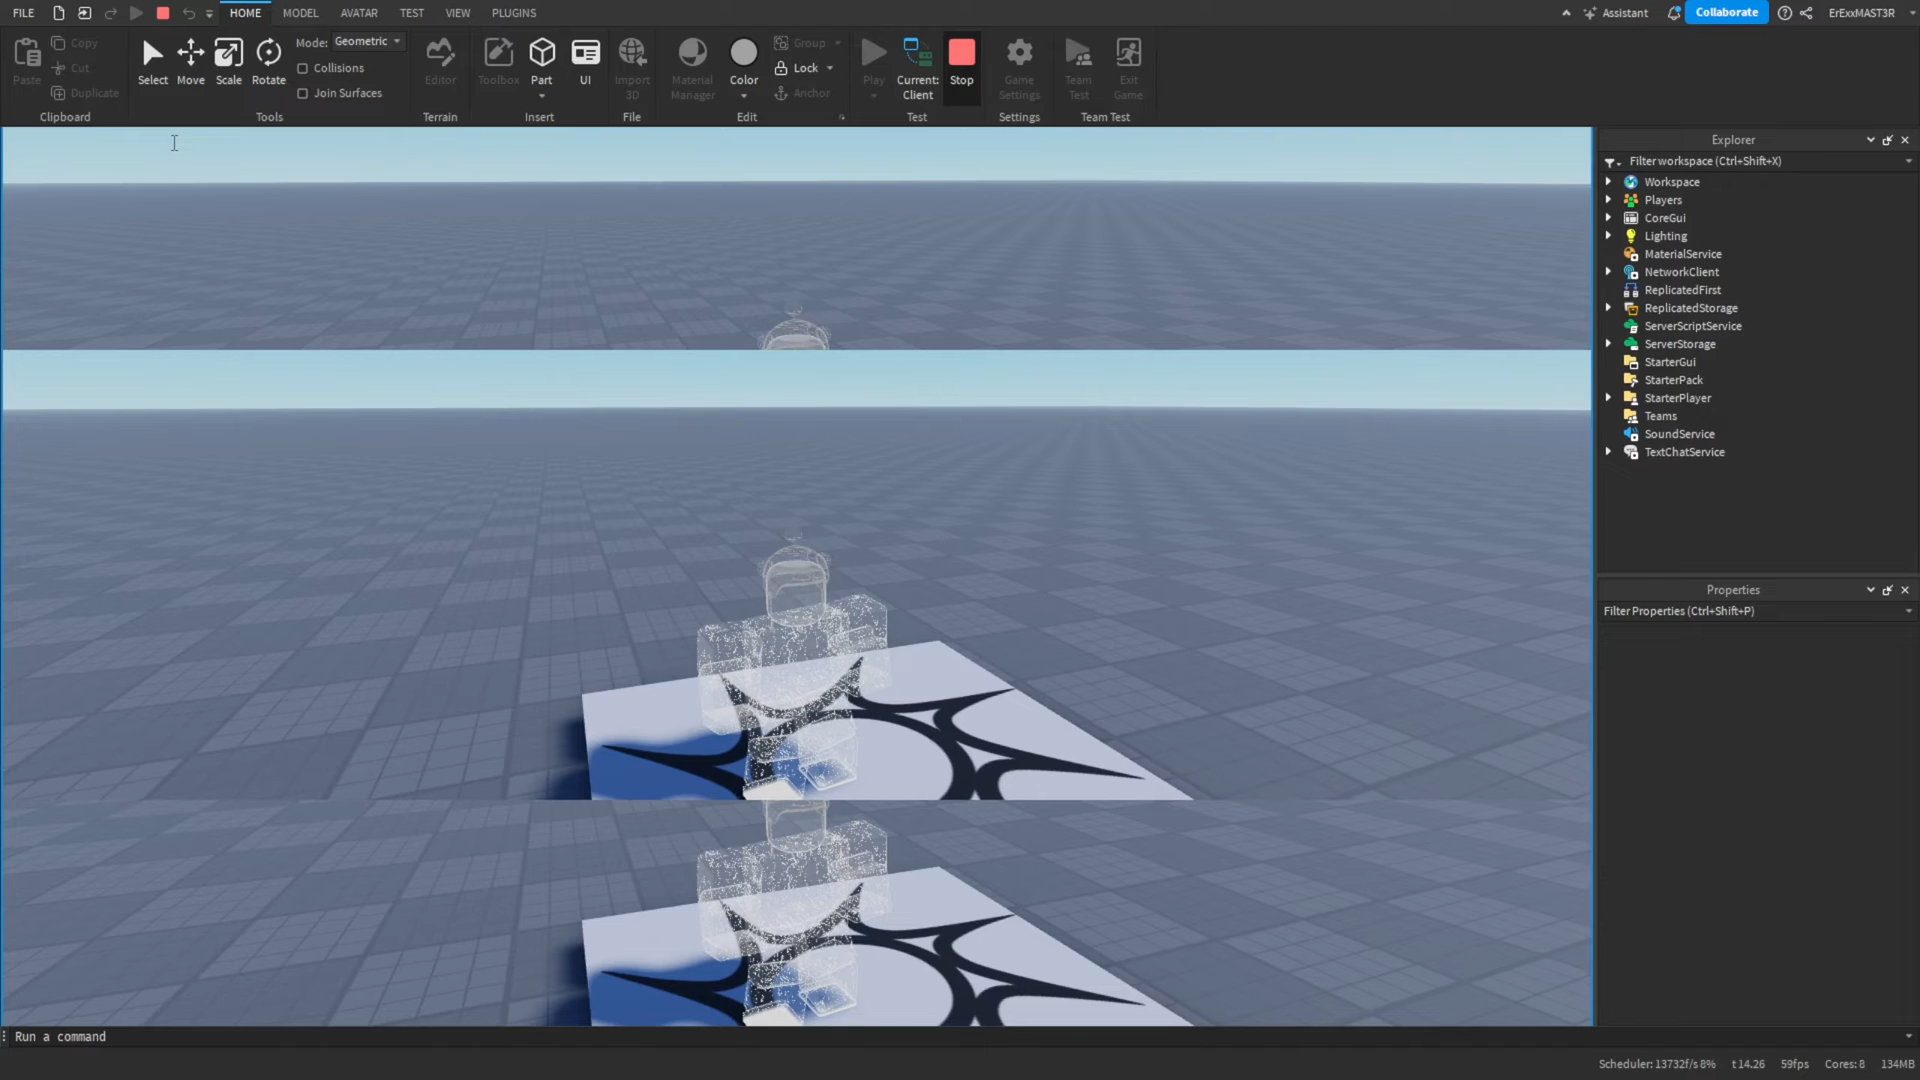 FILE HOME MODEL AVATAR TEST VIEW PLUGINS Assistant Collaborate ErExxMAST3R
Paste
Copy
Cut
Duplicate
Clipboard
Select Move Scale Rotate
Mode: Geometric
Collisions
Join Surfaces
Tools
Editor
Terrain
Toolbox Part UI
Insert
Import 3D
File
Material Manager
Color
Group
Lock
Anchor
Edit
Play
Current: Client
Stop
Test
Game Settings
Settings
Team Test
Exit Game
Team Test
Explorer
Filter workspace (Ctrl+Shift+X)
Workspace
Players
CoreGui
Lighting
MaterialService
NetworkClient
ReplicatedFirst
ReplicatedStorage
ServerScriptService
ServerStorage
StarterGui
StarterPack
StarterPlayer
Teams
SoundService
TextChatService
Properties
Filter Properties (Ctrl+Shift+P)
Run a command
Scheduler: 13732f/s 8% t 14.26 59fps Cores: 8 134MB